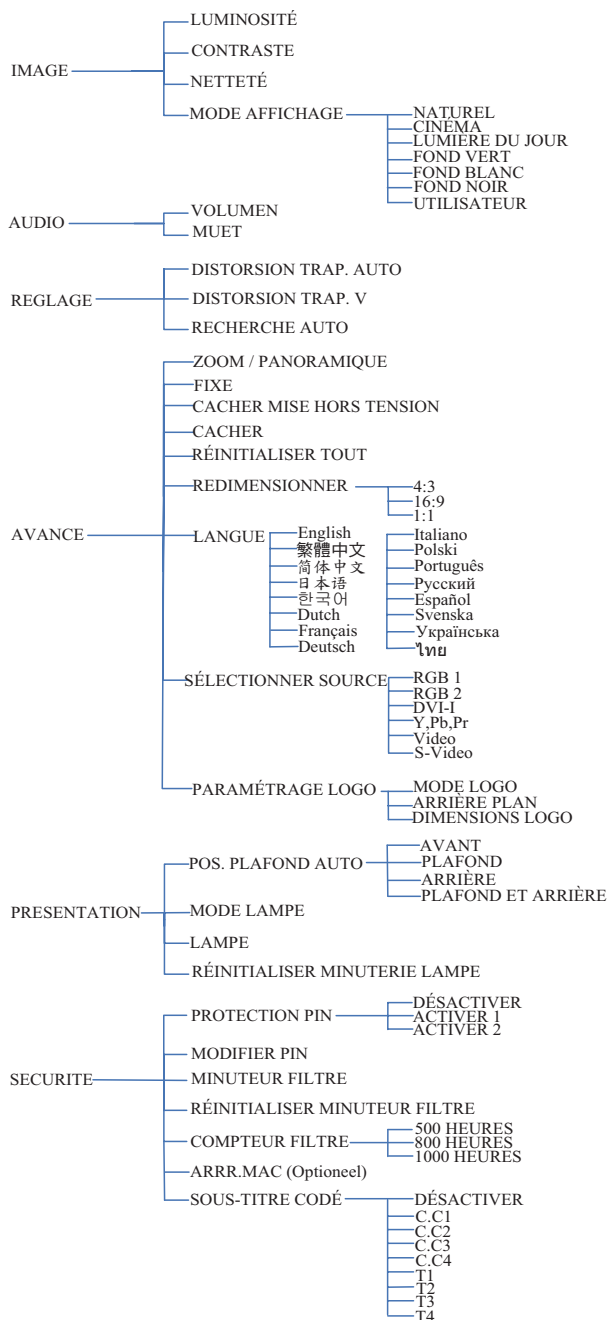 IMAGE
LUMINOSITÉ
CONTRASTE
NETTETÉ
MODE AFFICHAGE
NATUREL
CINÉMA
LUMIÈRE DU JOUR
FOND VERT
FOND BLANC
FOND NOIR
UTILISATEUR
AUDIO
VOLUMEN
MUET
REGLAGE
DISTORSION TRAP. AUTO
DISTORSION TRAP. V
RECHERCHE AUTO
AVANCE
ZOOM / PANORAMIQUE
FIXE
CACHER MISE HORS TENSION
CACHER
RÉINITIALISER TOUT
REDIMENSIONNER
4:3
16:9
1:1
LANGUE
English
繁體中文
简体中文
日本语
한국어
Dutch
Français
Deutsch
Italiano
Polski
Português
Русский
Español
Svenska
Українська
ไทย
SÉLECTIONNER SOURCE
RGB 1
RGB 2
DVI-I
Y,Pb,Pr
Video
S-Video
PARAMÉTRAGE LOGO
MODE LOGO
ARRIÈRE PLAN
DIMENSIONS LOGO
PRESENTATION
POS. PLAFOND AUTO
AVANT
PLAFOND
ARRIÈRE
PLAFOND ET ARRIÈRE
MODE LAMPE
LAMPE
RÉINITIALISER MINUTERIE LAMPE
SECURITE
PROTECTION PIN
DÉSACTIVER
ACTIVER 1
ACTIVER 2
MODIFIER PIN
MINUTEUR FILTRE
RÉINITIALISER MINUTEUR FILTRE
COMPTEUR FILTRE
500 HEURES
800 HEURES
1000 HEURES
ARRR.MAC (Optioneel)
SOUS-TITRE CODÉ
DÉSACTIVER
C.C1
C.C2
C.C3
C.C4
T1
T2
T3
T4